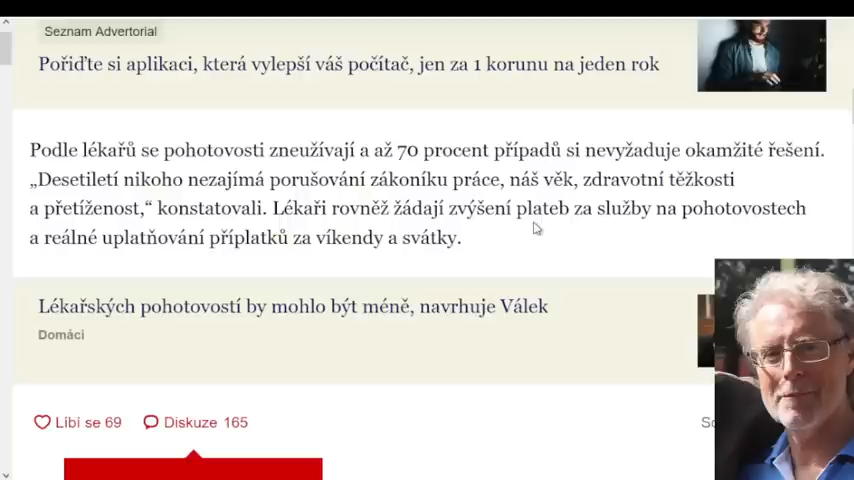 Seznam Advertorial
Pořiďte si aplikaci, která vylepší váš počítač, jen za 1 korunu na jeden rok
Podle lékařů se pohotovosti zneužívají a až 70 procent případů si nevyžaduje okamžité řešení.
„Desetiletí nikoho nezajímá porušování zákoníku práce, náš věk, zdravotní těžkosti
a přetíženost,“ konstatovali. Lékaři rovněž žádají zvýšení plateb za služby na pohotovostech
a reálné uplatňování příplatků za víkendy a svátky.
Lékařských pohotovostí by mohlo být méně, navrhuje Válek
Domácí
Líbí se 69 Diskuze 165